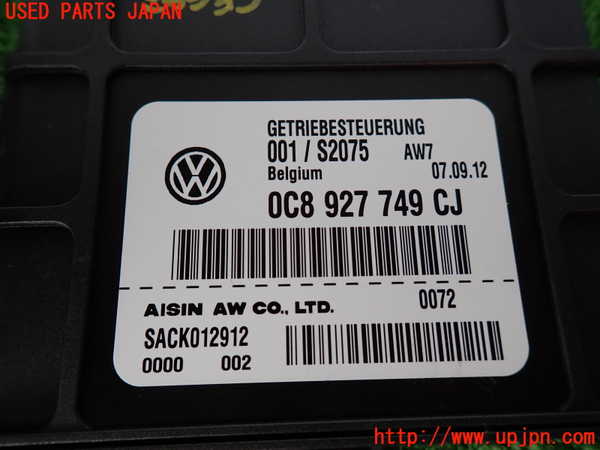 USED PARTS JAPAN
GETRIEBESTEUERUNG
001 / S2075 AW7
Belgium 07.09.12
0C8 927 749 CJ
AISIN AW CO., LTD. 0072
SACK012912
0000 002
http://www.upjpn.com/